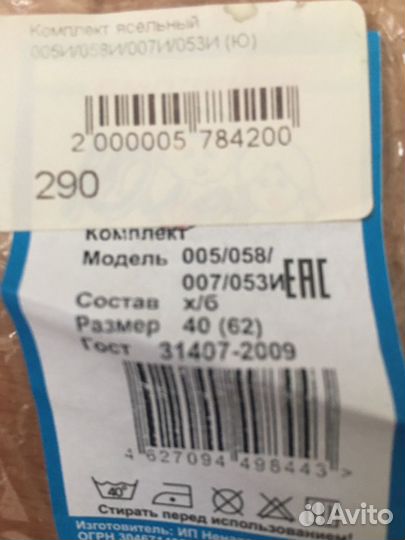 Комплект ясельный
005И/058И/007И/053И (Ю)
2 000005 784200
290
Комплект
Модель 005/058/
007/053И EAC
Состав х/б
Размер 40 (62)
Гост 31407-2009
4 627094 498443 >
40°
Стирать перед использованием!
Изготовитель: ИП
ОГРН
Avito